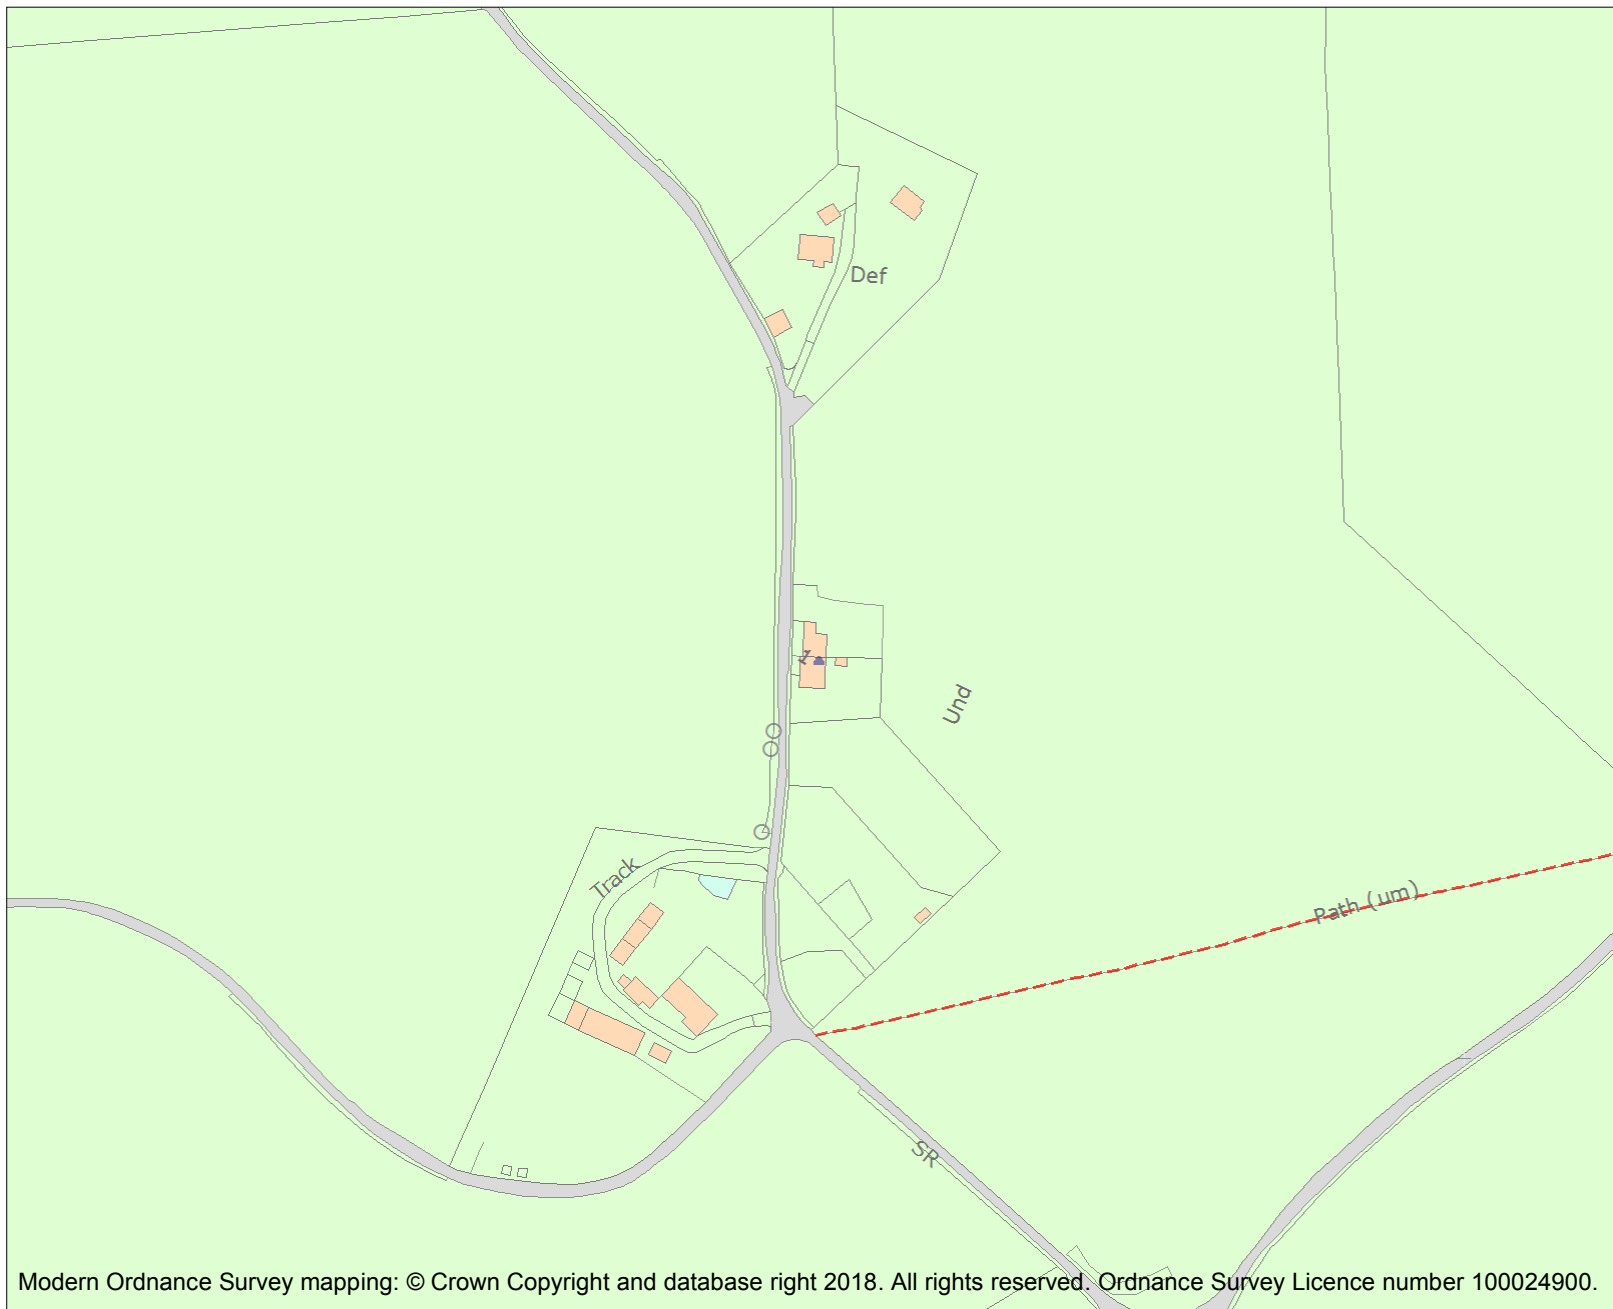 Def
1
Und
Track
Path (um)
SR
Modern Ordnance Survey mapping: © Crown Copyright and database right 2018. All rights reserved. Ordnance Survey Licence number 100024900.